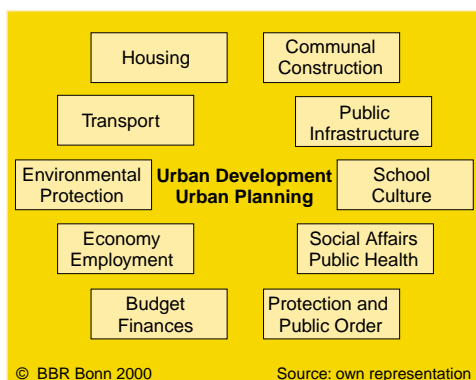 Housing
Communal
Construction
Transport
Public
Infrastructure
Environmental
Protection
Urban Development
Urban Planning
School
Culture
Economy
Employment
Social Affairs
Public Health
Budget
Finances
Protection and
Public Order
© BBR Bonn 2000
Source: own representation